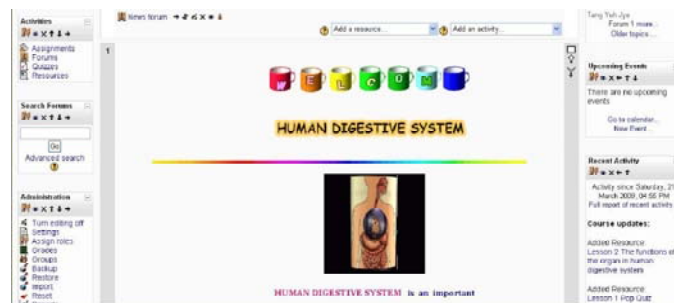 Activities
Assignments
Forums
Quizzes
Resources
Search Forums
Go
Advanced search
Administration
Turn editing off
Settings
Assign roles
Grades
Groups
Backup
Restore
Import
Reset
News forum
Add a resource...
Add an activity...
1
W E L C O M
HUMAN DIGESTIVE SYSTEM
HUMAN DIGESTIVE SYSTEM is an important
Forum 1 more...
Older topics ...
Upcoming Events
There are no upcoming
events
Go to calendar...
New Event...
Recent Activity
Activity since Saturday, 21
March 2009, 04:55 PM
Full report of recent activity
Course updates:
Added Resource:
Lesson 2 The functions of
the organ in human
digestive system
Added Resource:
Lesson 1 Pop Quiz